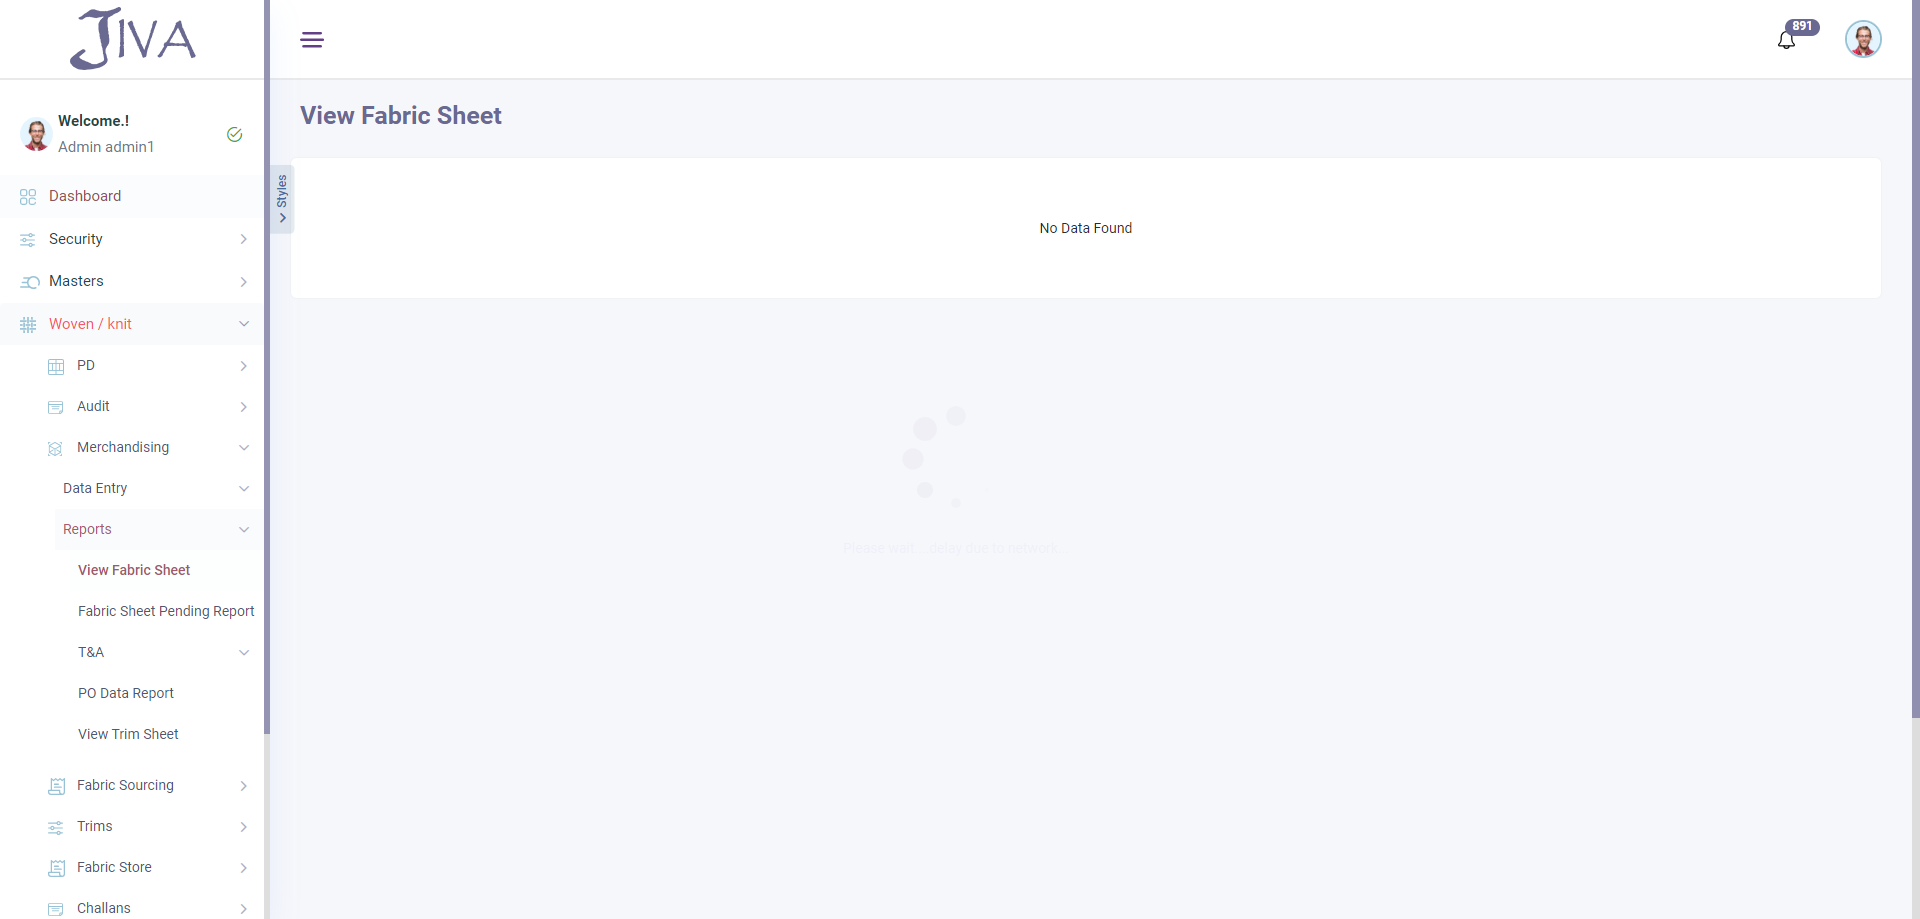 JIVA
891
Welcome.!
Admin admin1
Dashboard
Security
Masters
Woven / knit
PD
Audit
Merchandising
Data Entry
Reports
View Fabric Sheet
Fabric Sheet Pending Report
T&A
PO Data Report
View Trim Sheet
Fabric Sourcing
Trims
Fabric Store
Challans
View Fabric Sheet
Styles
No Data Found
Please wait... delay due to network..